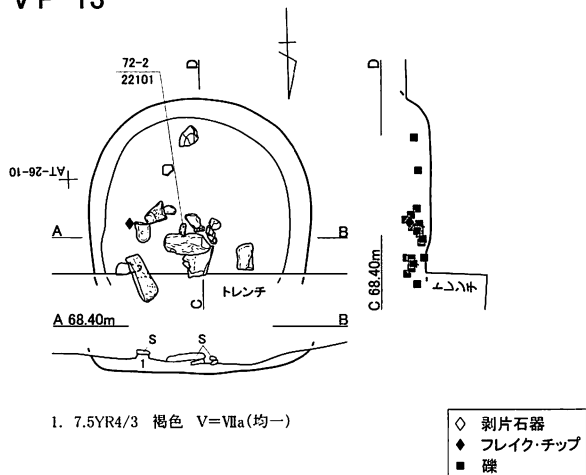 VP-13
72-2
22101
D
D
AT-26-10
A
B
トレンチ
C
C 68.40m
トレンチ
A 68.40m
B
S
S
1
1. 7.5YR4/3 褐色 V=Ⅶa(均一)
◇ 剥片石器
◆ フレイク・チップ
■ 礫